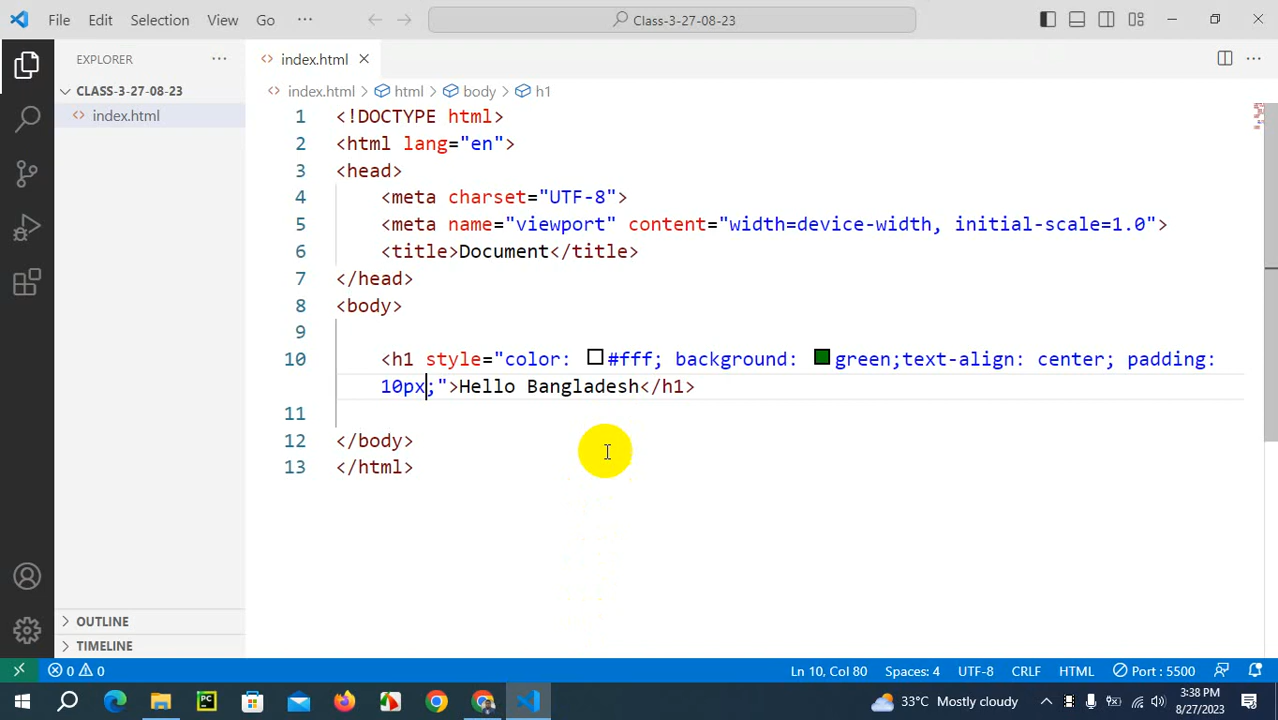 File Edit Selection View Go ··· Class-3-27-08-23
EXPLORER ···
CLASS-3-27-08-23
index.html
OUTLINE
TIMELINE
index.html
index.html > html > body > h1
1 <!DOCTYPE html>
2 <html lang="en">
3 <head>
4 <meta charset="UTF-8">
5 <meta name="viewport" content="width=device-width, initial-scale=1.0">
6 <title>Document</title>
7 </head>
8 <body>
9
10 <h1 style="color: #fff; background: green;text-align: center; padding:
10px;">Hello Bangladesh</h1>
11
12 </body>
13 </html>
0 0 Ln 10, Col 80 Spaces: 4 UTF-8 CRLF HTML Port : 5500
PC 33°C Mostly cloudy 3:38 PM
8/27/2023